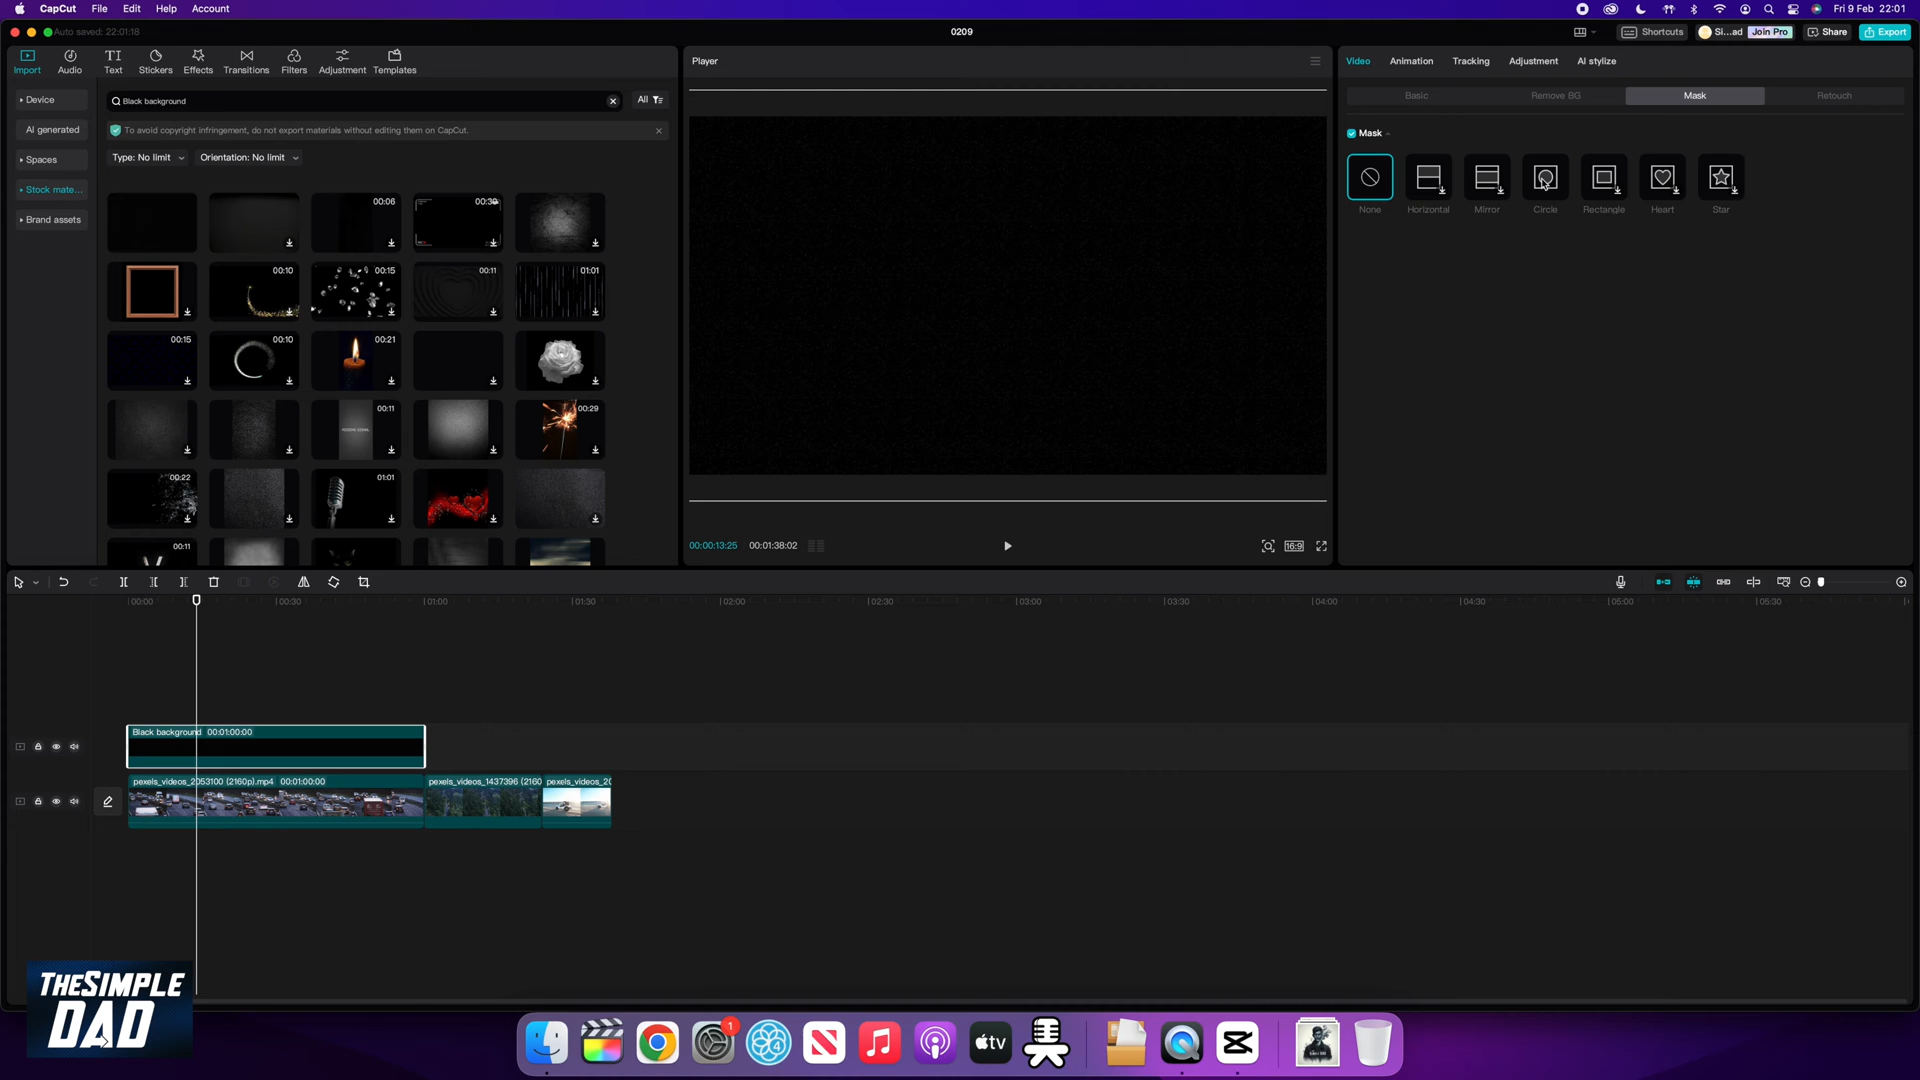 CapCut File Edit Help Account
Fri 9 Feb 22:01
Auto saved: 22:01:18
0209
Shortcuts
Si...ad Join Pro
Share
Export
Import Audio Text Stickers Effects Transitions Filters Adjustment Templates
Device
AI generated
Spaces
Stock mate...
Brand assets
Black background
All
To avoid copyright infringement, do not export materials without editing them on CapCut.
Type: No limit Orientation: No limit
00:06 00:30
00:10 00:15 00:11 01:01
00:15 00:10 00:21
00:11 00:29
00:22 01:01
00:11
Player
00:00:13:25 00:01:38:02
16:9
Video Animation Tracking Adjustment AI stylize
Basic Remove BG Mask Retouch
Mask
None Horizontal Mirror Circle Rectangle Heart Star
00:00 00:30 01:00 01:30 02:00 02:30 03:00 03:30 04:00 04:30 05:00 05:30
Black background 00:01:00:00
pexels_videos_2053100 (2160p).mp4 00:01:00:00
pexels_videos_1437396 (2160
pexels_videos_20
THE SIMPLE
DAD
1
4
tv